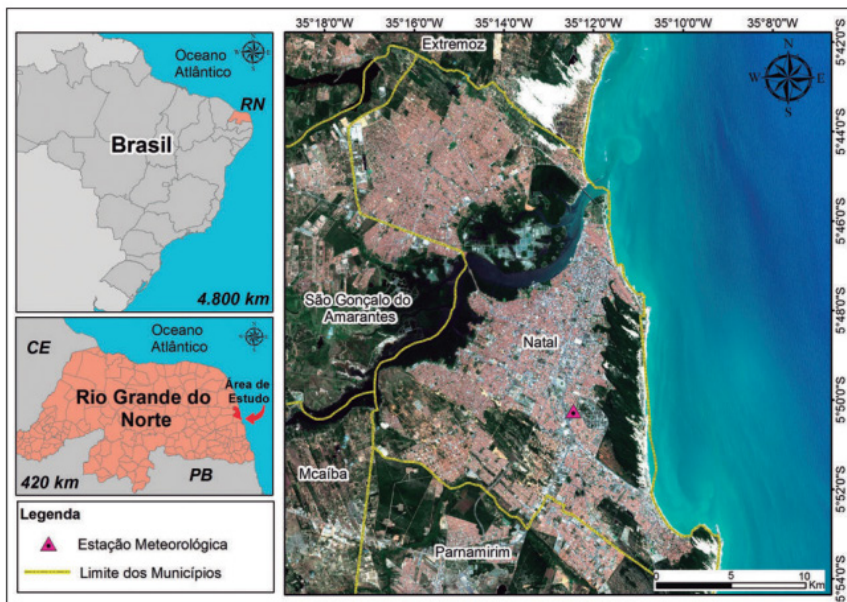 Oceano
Atlântico
N
W E
S
RN
Brasil
4.800 km
Oceano
Atlântico
CE
Área de
Estudo
Rio Grande do
Norte
420 km
PB
Legenda
Estação Meteorológica
Limite dos Municípios
35°18'0"W 35°16'0"W 35°14'0"W 35°12'0"W 35°10'0"W 35°8'0"W
Extremoz
N
W E
S
São Gonçalo do
Amarantes
Natal
Mcaíba
Parnamirim
0 5 10
Km
5°42'0"S
5°44'0"S
5°46'0"S
5°48'0"S
5°50'0"S
5°52'0"S
5°54'0"S